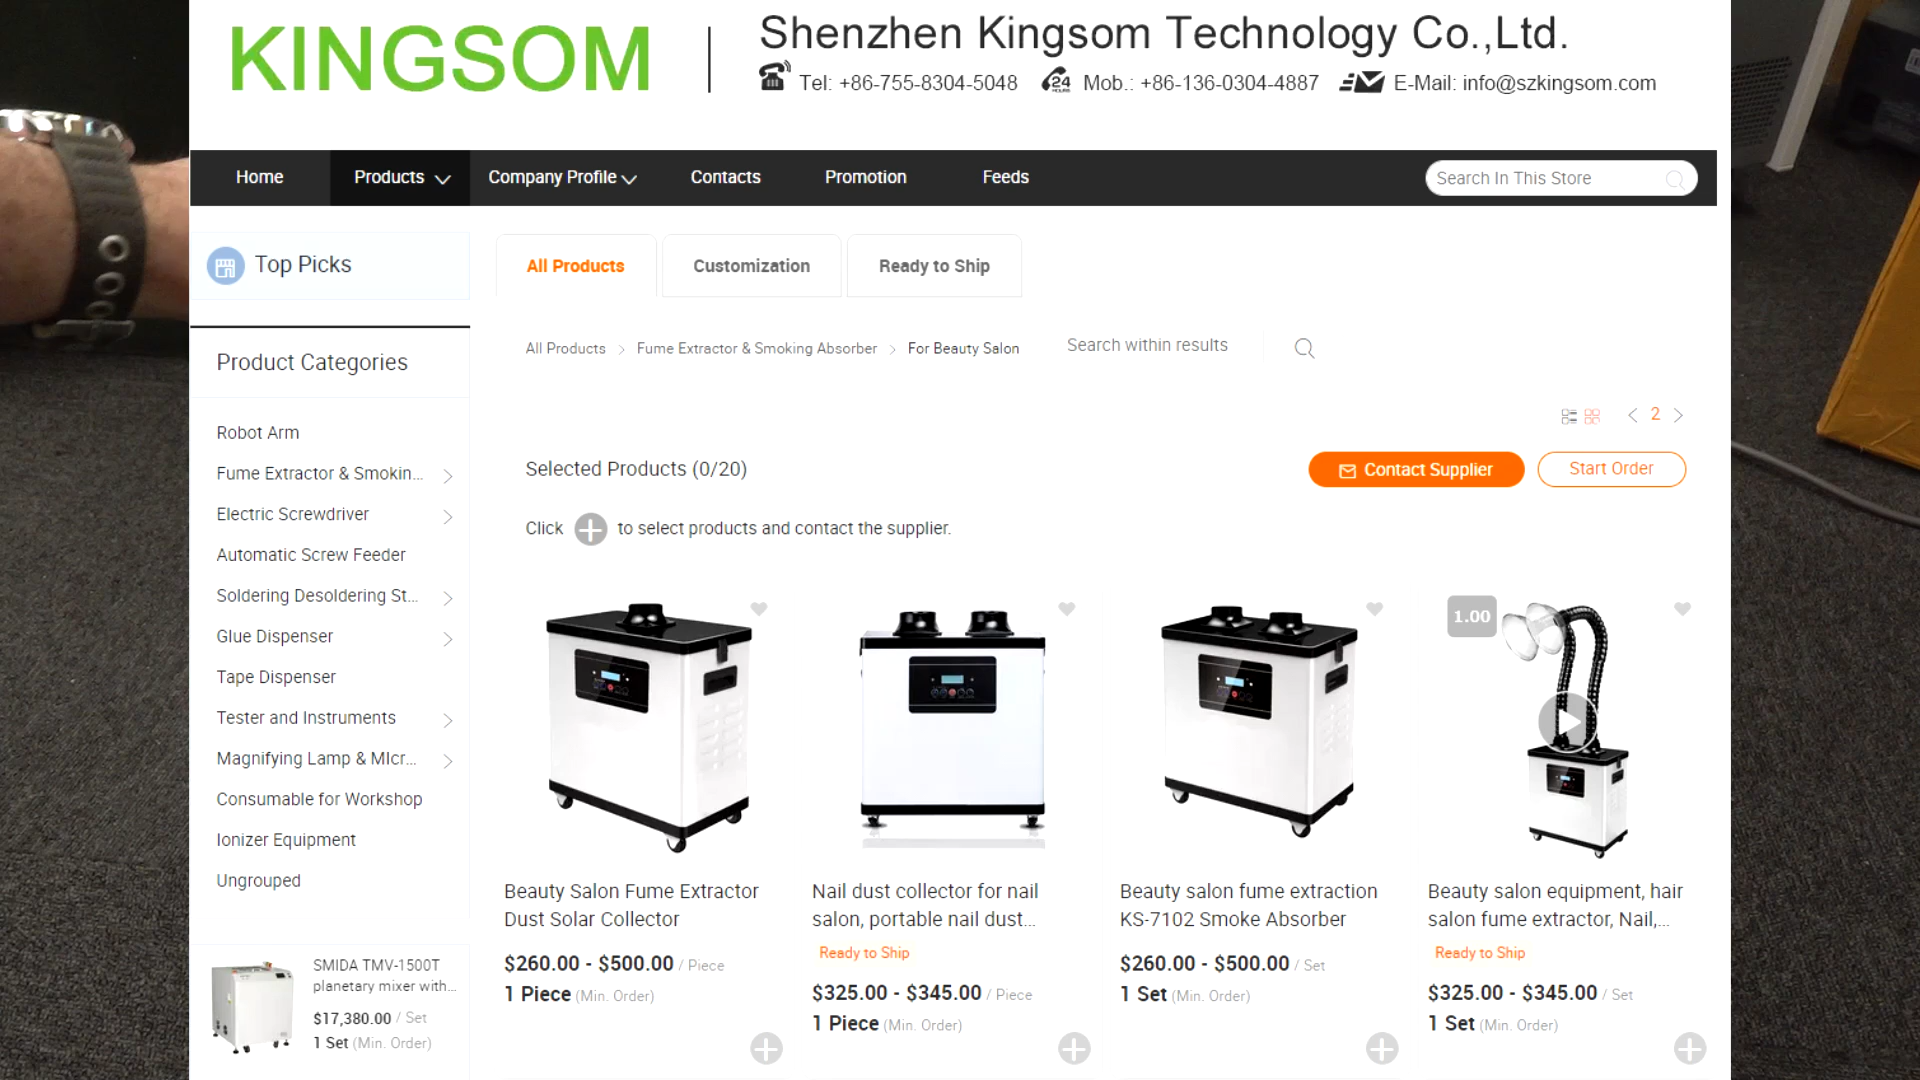 KINGSOM
Shenzhen Kingsom Technology Co.,Ltd.
Tel: +86-755-8304-5048
24 HOURS
Mob.: +86-136-0304-4887
E-Mail: info@szkingsom.com
Home
Products
Company Profile
Contacts
Promotion
Feeds
Search In This Store
Top Picks
All Products
Customization
Ready to Ship
Product Categories
Robot Arm
Fume Extractor & Smokin...
Electric Screwdriver
Automatic Screw Feeder
Soldering Desoldering St...
Glue Dispenser
Tape Dispenser
Tester and Instruments
Magnifying Lamp & MIcr...
Consumable for Workshop
Ionizer Equipment
Ungrouped
SMIDA TMV-1500T
planetary mixer with...
$17,380.00 / Set
1 Set (Min. Order)
All Products > Fume Extractor & Smoking Absorber > For Beauty Salon
Search within results
2
Selected Products (0/20)
Contact Supplier
Start Order
Click + to select products and contact the supplier.
1.00
Beauty Salon Fume Extractor
Dust Solar Collector
$260.00 - $500.00 / Piece
1 Piece (Min. Order)
Nail dust collector for nail
salon, portable nail dust...
Ready to Ship
$325.00 - $345.00 / Piece
1 Piece (Min. Order)
Beauty salon fume extraction
KS-7102 Smoke Absorber
$260.00 - $500.00 / Set
1 Set (Min. Order)
Beauty salon equipment, hair
salon fume extractor, Nail,...
Ready to Ship
$325.00 - $345.00 / Set
1 Set (Min. Order)